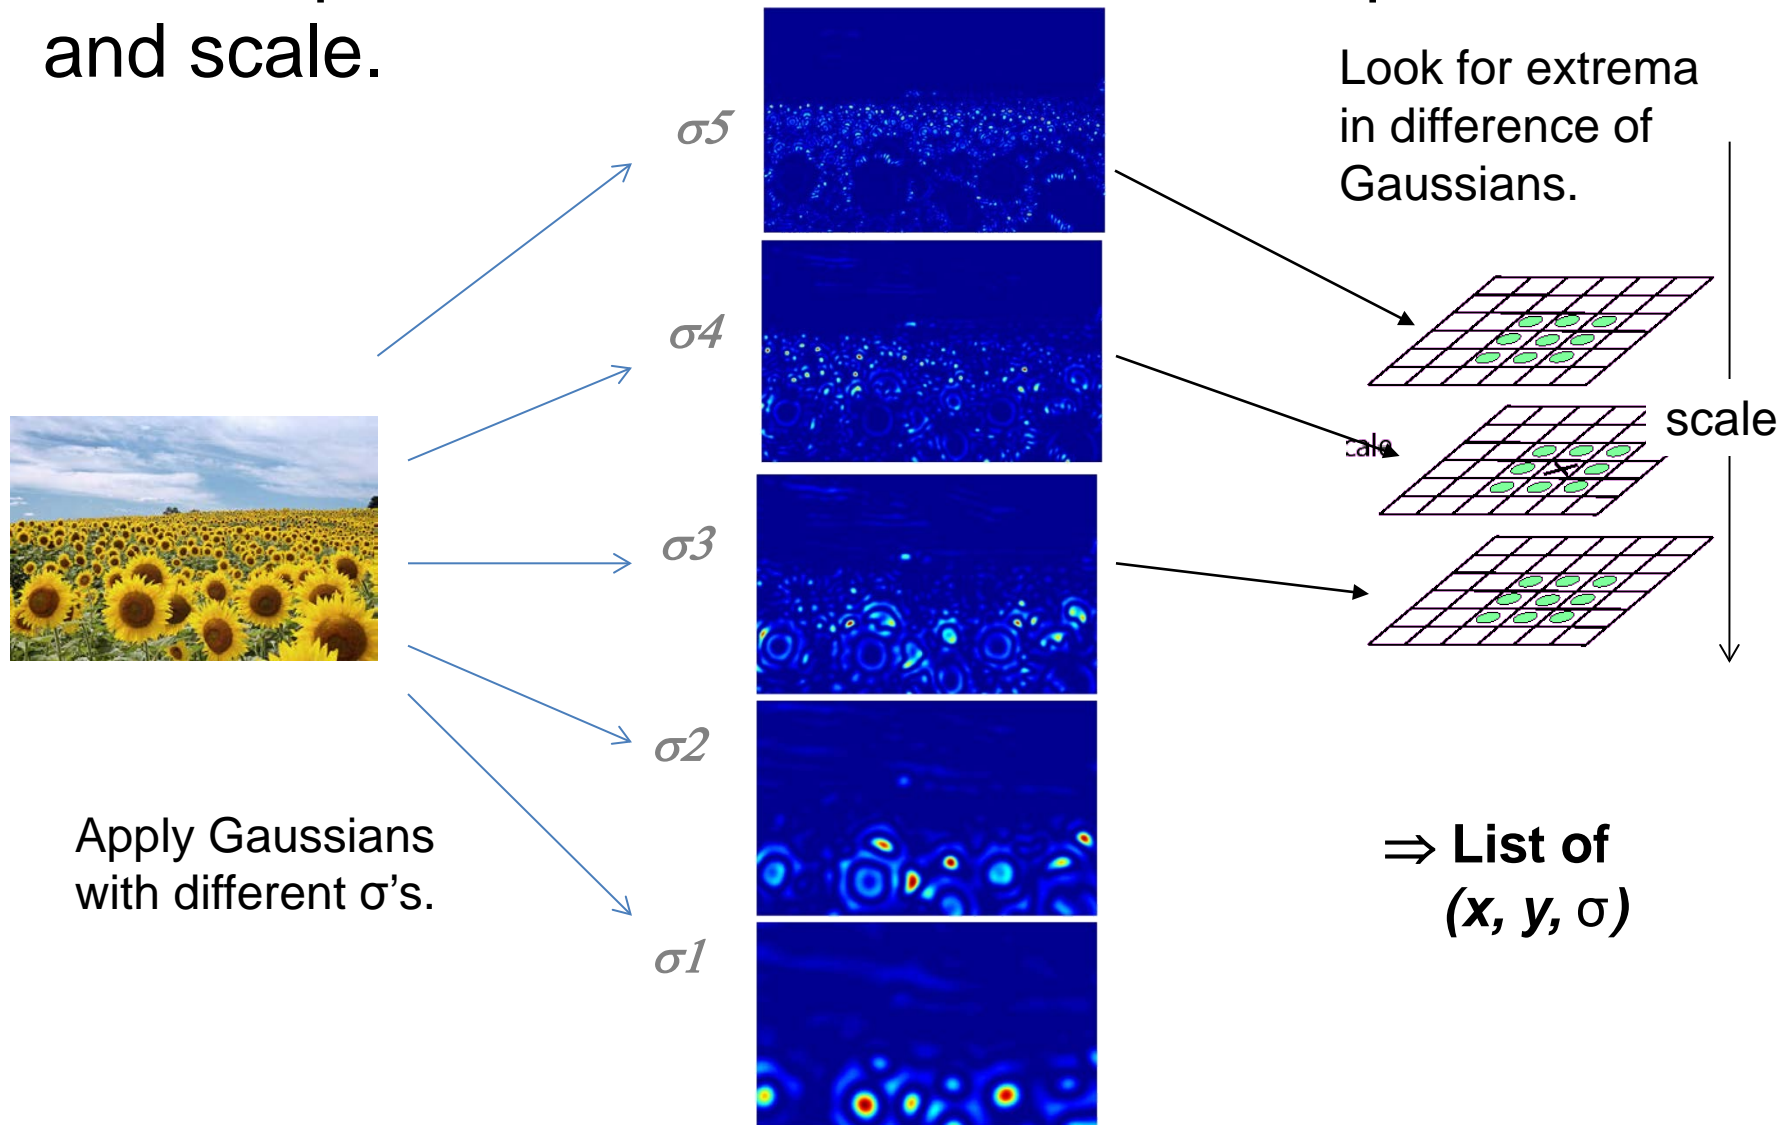 and scale.
Look for extrema
in difference of
Gaussians.
σ5
σ4
scale
cale
σ3
σ2
Apply Gaussians
with different σ's.
⇒ List of
(x, y, σ)
σ1